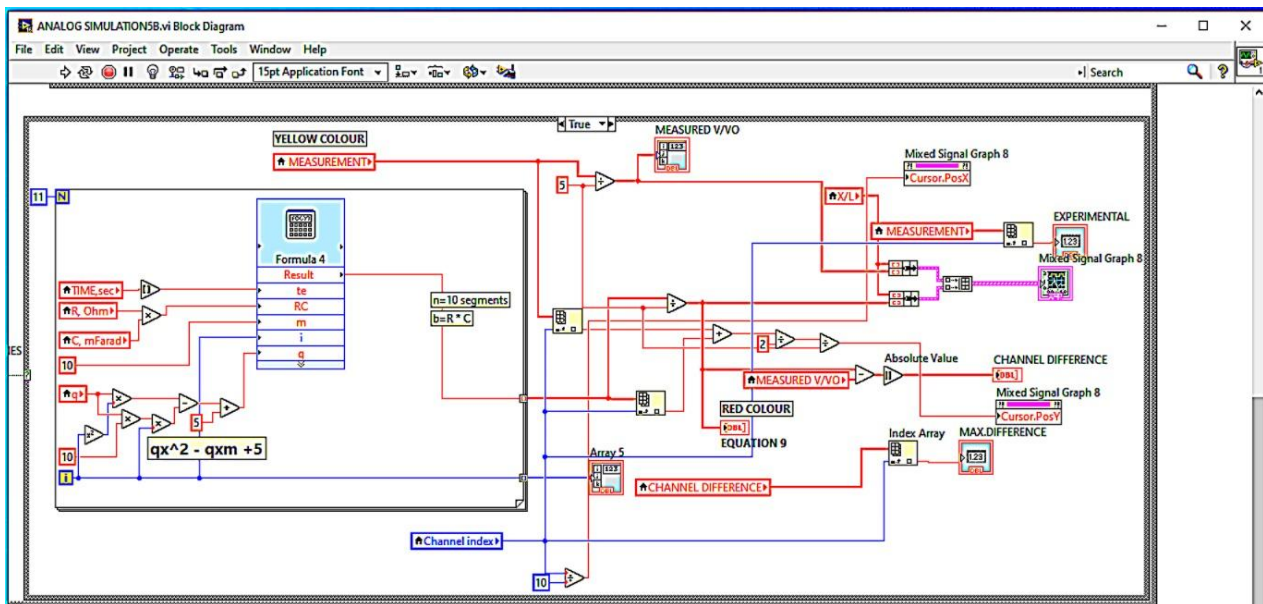 ANALOG SIMULATION5B.vi Block Diagram
File Edit View Project Operate Tools Window Help
15pt Application Font
Search
True
YELLOW COLOUR
MEASUREMENT
MEASURED V/VO
Mixed Signal Graph 8
Cursor.PosX
11 N
5
X/L
MEASUREMENT
EXPERIMENTAL
Mixed Signal Graph 8
Formula 4
Result
te
RC
m
i
q
TIME,sec
R, Ohm
C, mFarad
10
q
10
i
5
qx^2 - qxm +5
n=10 segments
b=R * C
2
Absolute Value
CHANNEL DIFFERENCE
DBL
MEASURED V/VO
Mixed Signal Graph 8
Cursor.PosY
RED COLOUR
DBL
EQUATION 9
Index Array
MAX.DIFFERENCE
Array 5
CHANNEL DIFFERENCE
Channel index
10
IES